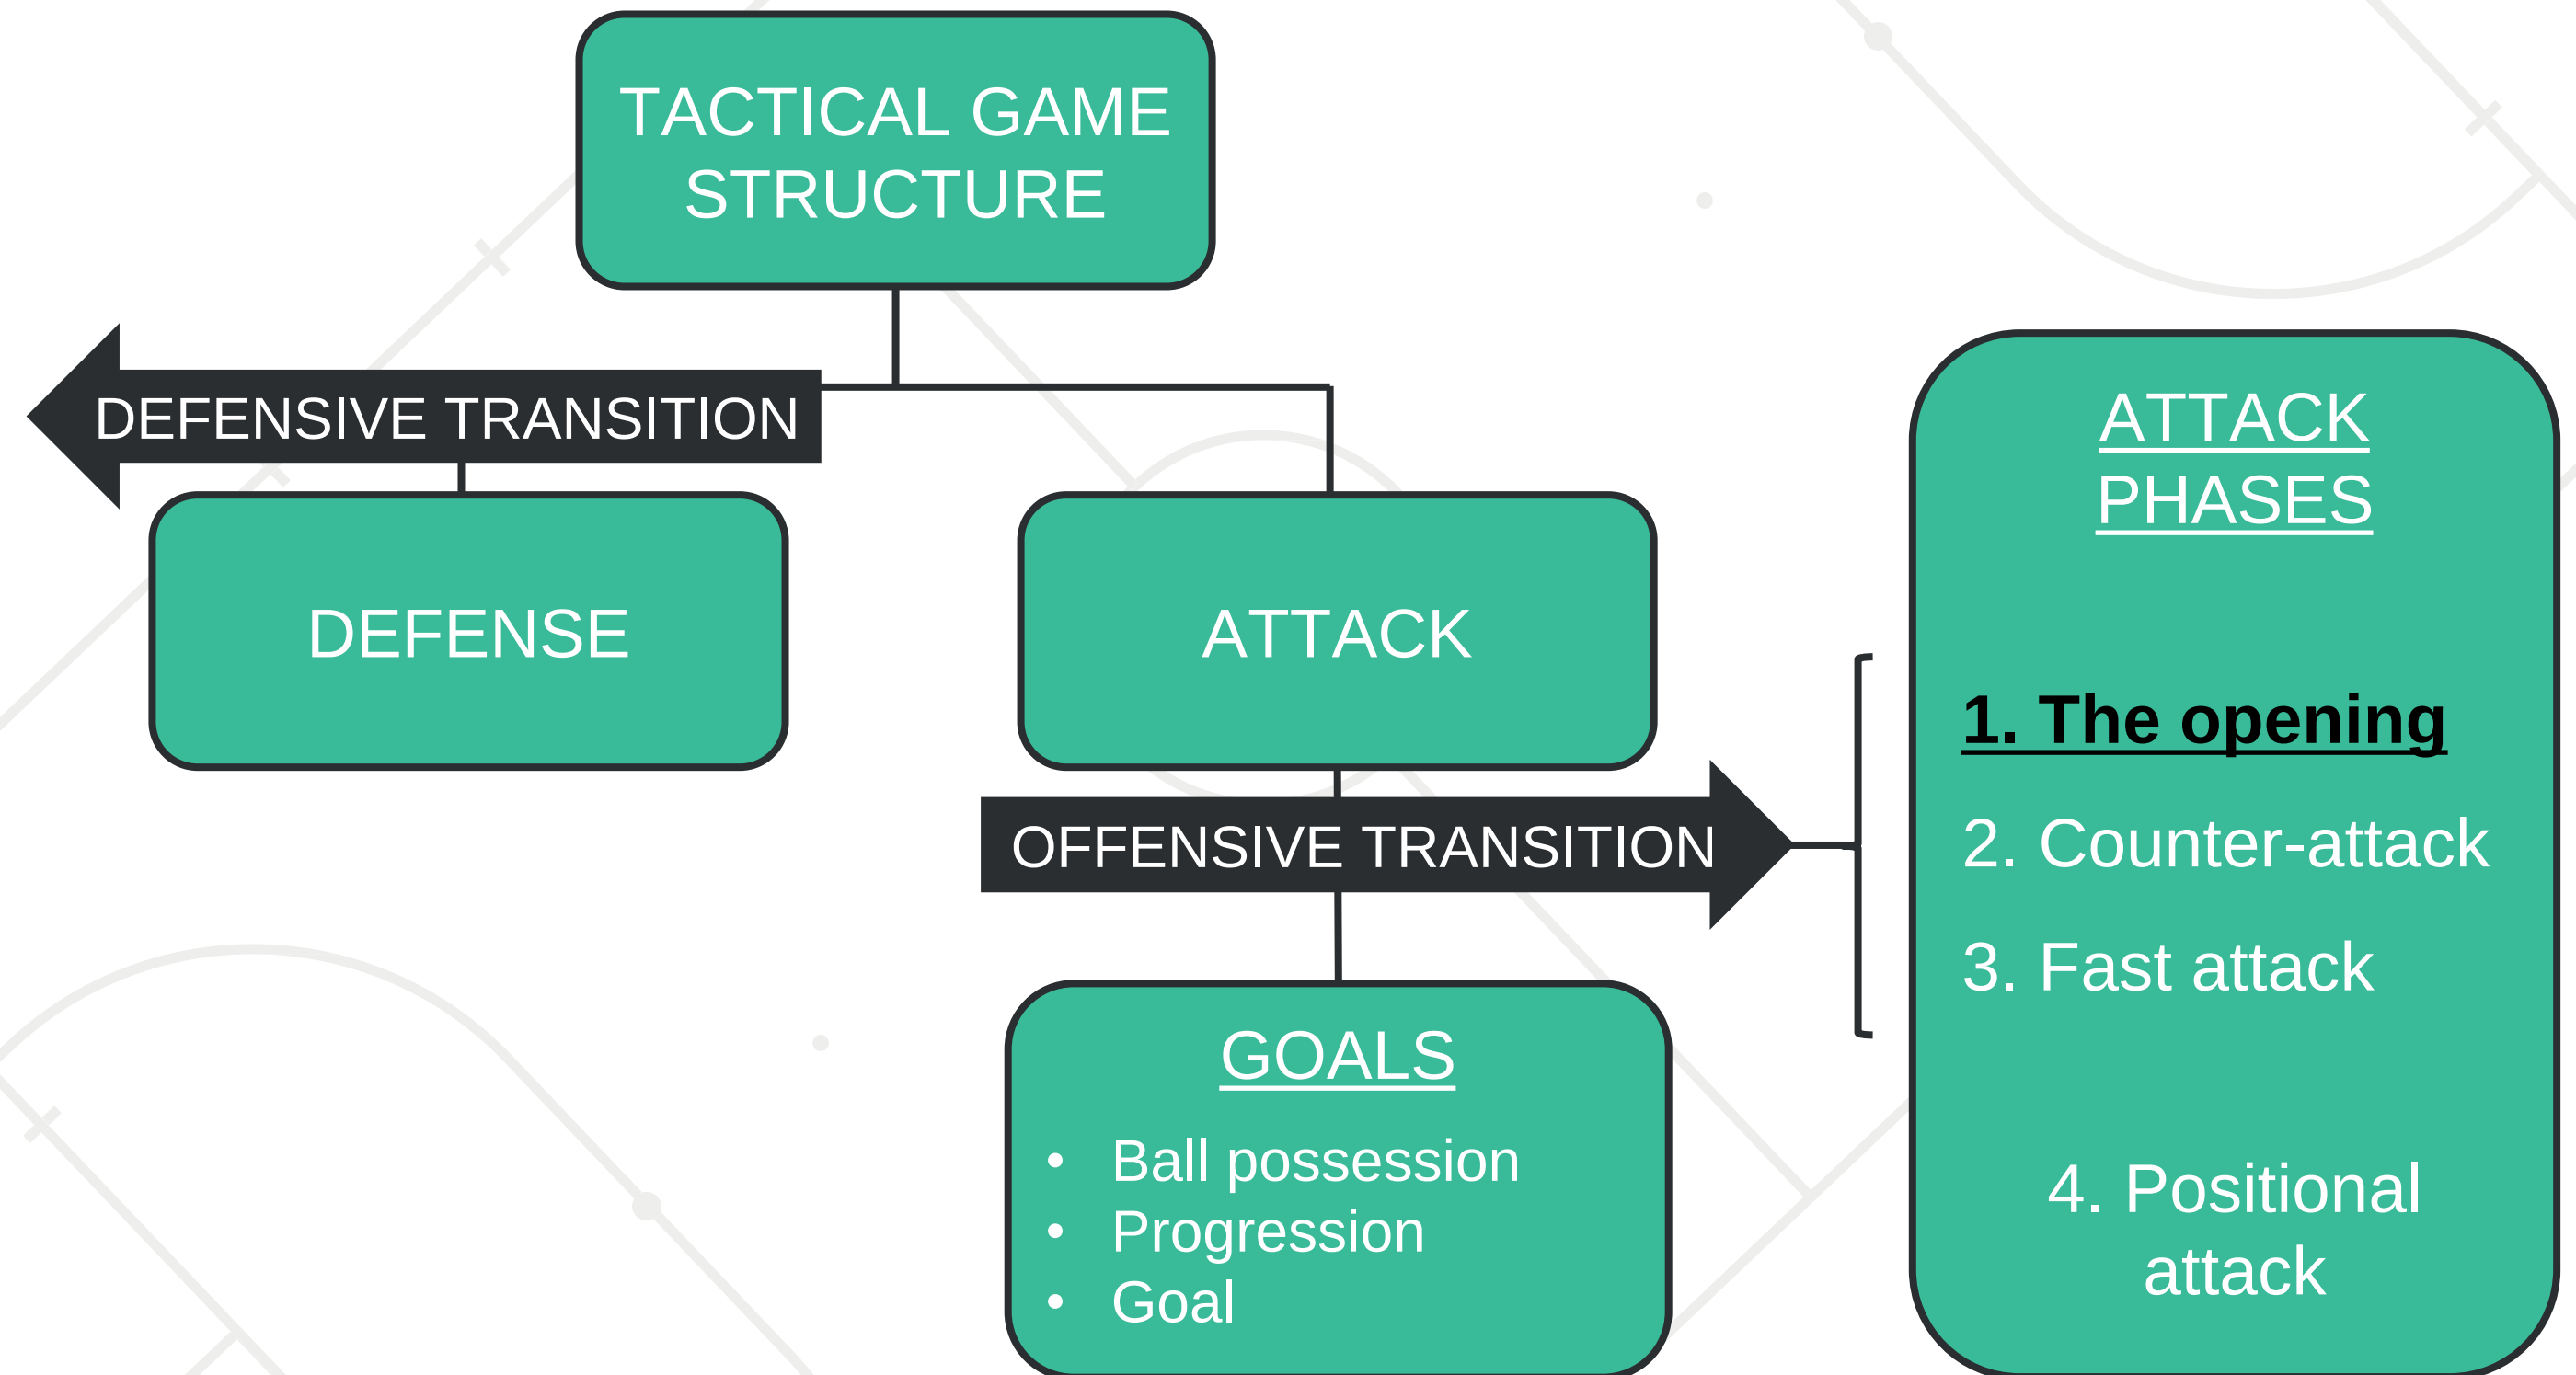 TACTICAL GAME
STRUCTURE
DEFENSIVE TRANSITION
DEFENSE
ATTACK
OFFENSIVE TRANSITION
GOALS
• Ball possession
• Progression
• Goal
ATTACK
PHASES
1. The opening
2. Counter-attack
3. Fast attack
4. Positional
attack